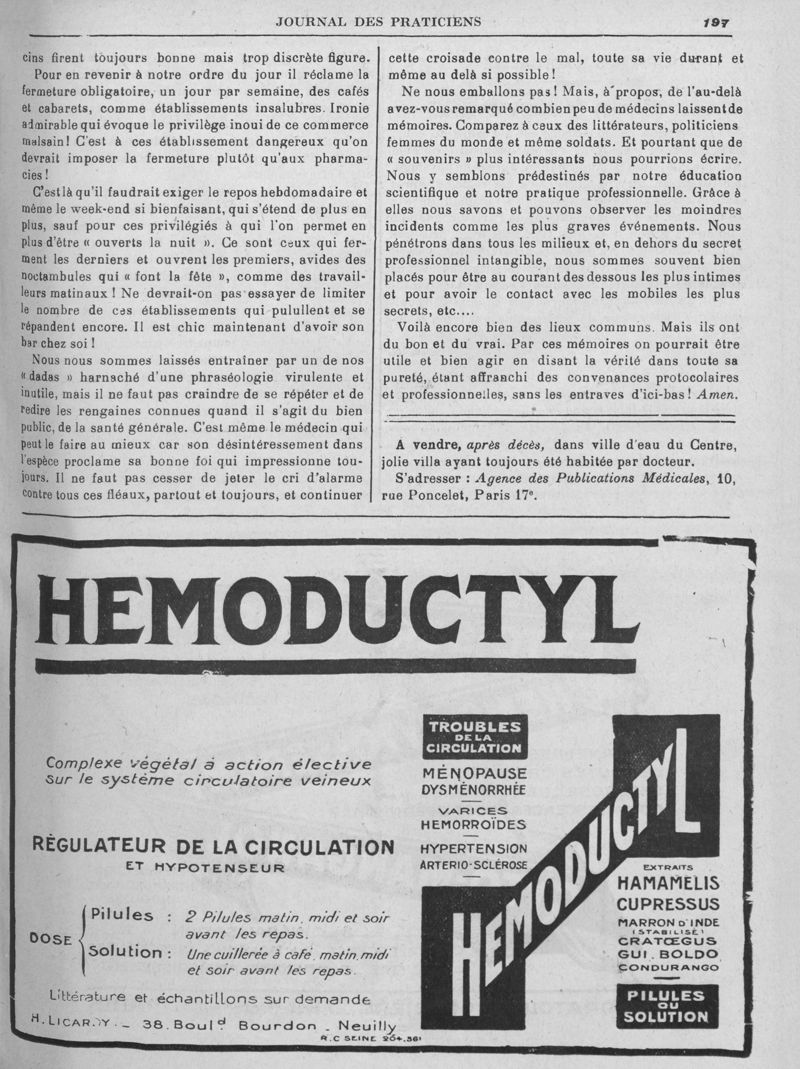 JOURNAL DES PRATICIENS 197
cins firent toujours bonne mais trop discrète figure.
Pour en revenir à notre ordre du jour il réclame la
fermeture obligatoire, un jour par semaine, des cafés
et cabarets, comme établissements insalubres. Ironie
admirable qui évoque le privilège inoui de ce commerce
malsain! C'est à ces établissement dangereux qu'on
devrait imposer la fermeture plutôt qu'aux pharma-
cies!
C'est là qu'il faudrait exiger le repos hebdomadaire et
même le week-end si bienfaisant, qui s'étend de plus en
plus, sauf pour ces privilégiés à qui l'on permet en
plus d'être « ouverts la nuit ». Ce sont ceux qui fer-
ment les derniers et ouvrent les premiers, avides des
noctambules qui « font la fête », comme des travail-
leurs matinaux! Ne devrait-on pas essayer de limiter
le nombre de ces établissements qui pulullent et se
répandent encore. Il est chic maintenant d'avoir son
bar chez soi!
Nous nous sommes laissés entraîner par un de nos
« dadas » harnaché d'une phraséologie virulente et
inutile, mais il ne faut pas craindre de se répéter et de
redire les rengaines connues quand il s'agit du bien
public, de la santé générale. C'est même le médecin qui
peut le faire au mieux car son désintéressement dans
l'espèce proclame sa bonne foi qui impressionne tou-
jours. Il ne faut pas cesser de jeter le cri d'alarme
contre tous ces fléaux, partout et toujours, et continuer
cette croisade contre le mal, toute sa vie durant et
même au delà si possible!
Ne nous emballons pas! Mais, à propos, de l'au-delà
avez-vous remarqué combien peu de médecins laissent de
mémoires. Comparez à ceux des littérateurs, politiciens
femmes du monde et même soldats. Et pourtant que de
« souvenirs » plus intéressants nous pourrions écrire.
Nous y semblons prédestinés par notre éducation
scientifique et notre pratique professionnelle. Grâce à
elles nous savons et pouvons observer les moindres
incidents comme les plus graves événements. Nous
pénétrons dans tous les milieux et, en dehors du secret
professionnel intangible, nous sommes souvent bien
placés pour être au courant des dessous les plus intimes
et pour avoir le contact avec les mobiles les plus
secrets, etc....
Voilà encore bien des lieux communs. Mais ils ont
du bon et du vrai. Par ces mémoires on pourrait être
utile et bien agir en disant la vérité dans toute sa
pureté, étant affranchi des convenances protocolaires
et professionnelles, sans les entraves d'ici-bas! Amen.
A vendre, après décès, dans ville d'eau du Centre,
jolie villa ayant toujours été habitée par docteur.
S'adresser : Agence des Publications Médicales, 10,
rue Poncelet, Paris 17e.
HEMODUCTYL
Complexe végétal à action élective
sur le système circulatoire veineux
RÉGULATEUR DE LA CIRCULATION
ET HYPOTENSEUR
DOSE
Pilules : 2 Pilules matin, midi et soir
avant les repas.
Solution : Une cuillerée à café, matin, midi
et soir avant les repas.
Littérature et échantillons sur demande
H. LICARDY. _ 38. Boulḍ Bourdon _ Neuilly
R.C SEINE 204.361
TROUBLES
DE LA
CIRCULATION
MÉNOPAUSE
DYSMÉNORRHÉE
VARICES
HEMORROÏDES
HYPERTENSION
ARTERIO-SCLÉROSE
HEMODUCTYL
EXTRAITS
HAMAMELIS
CUPRESSUS
MARRON D'INDE
(STABILISÉ)
CRATŒGUS
GUI. BOLDO
CONDURANGO
PILULES
OU
SOLUTION